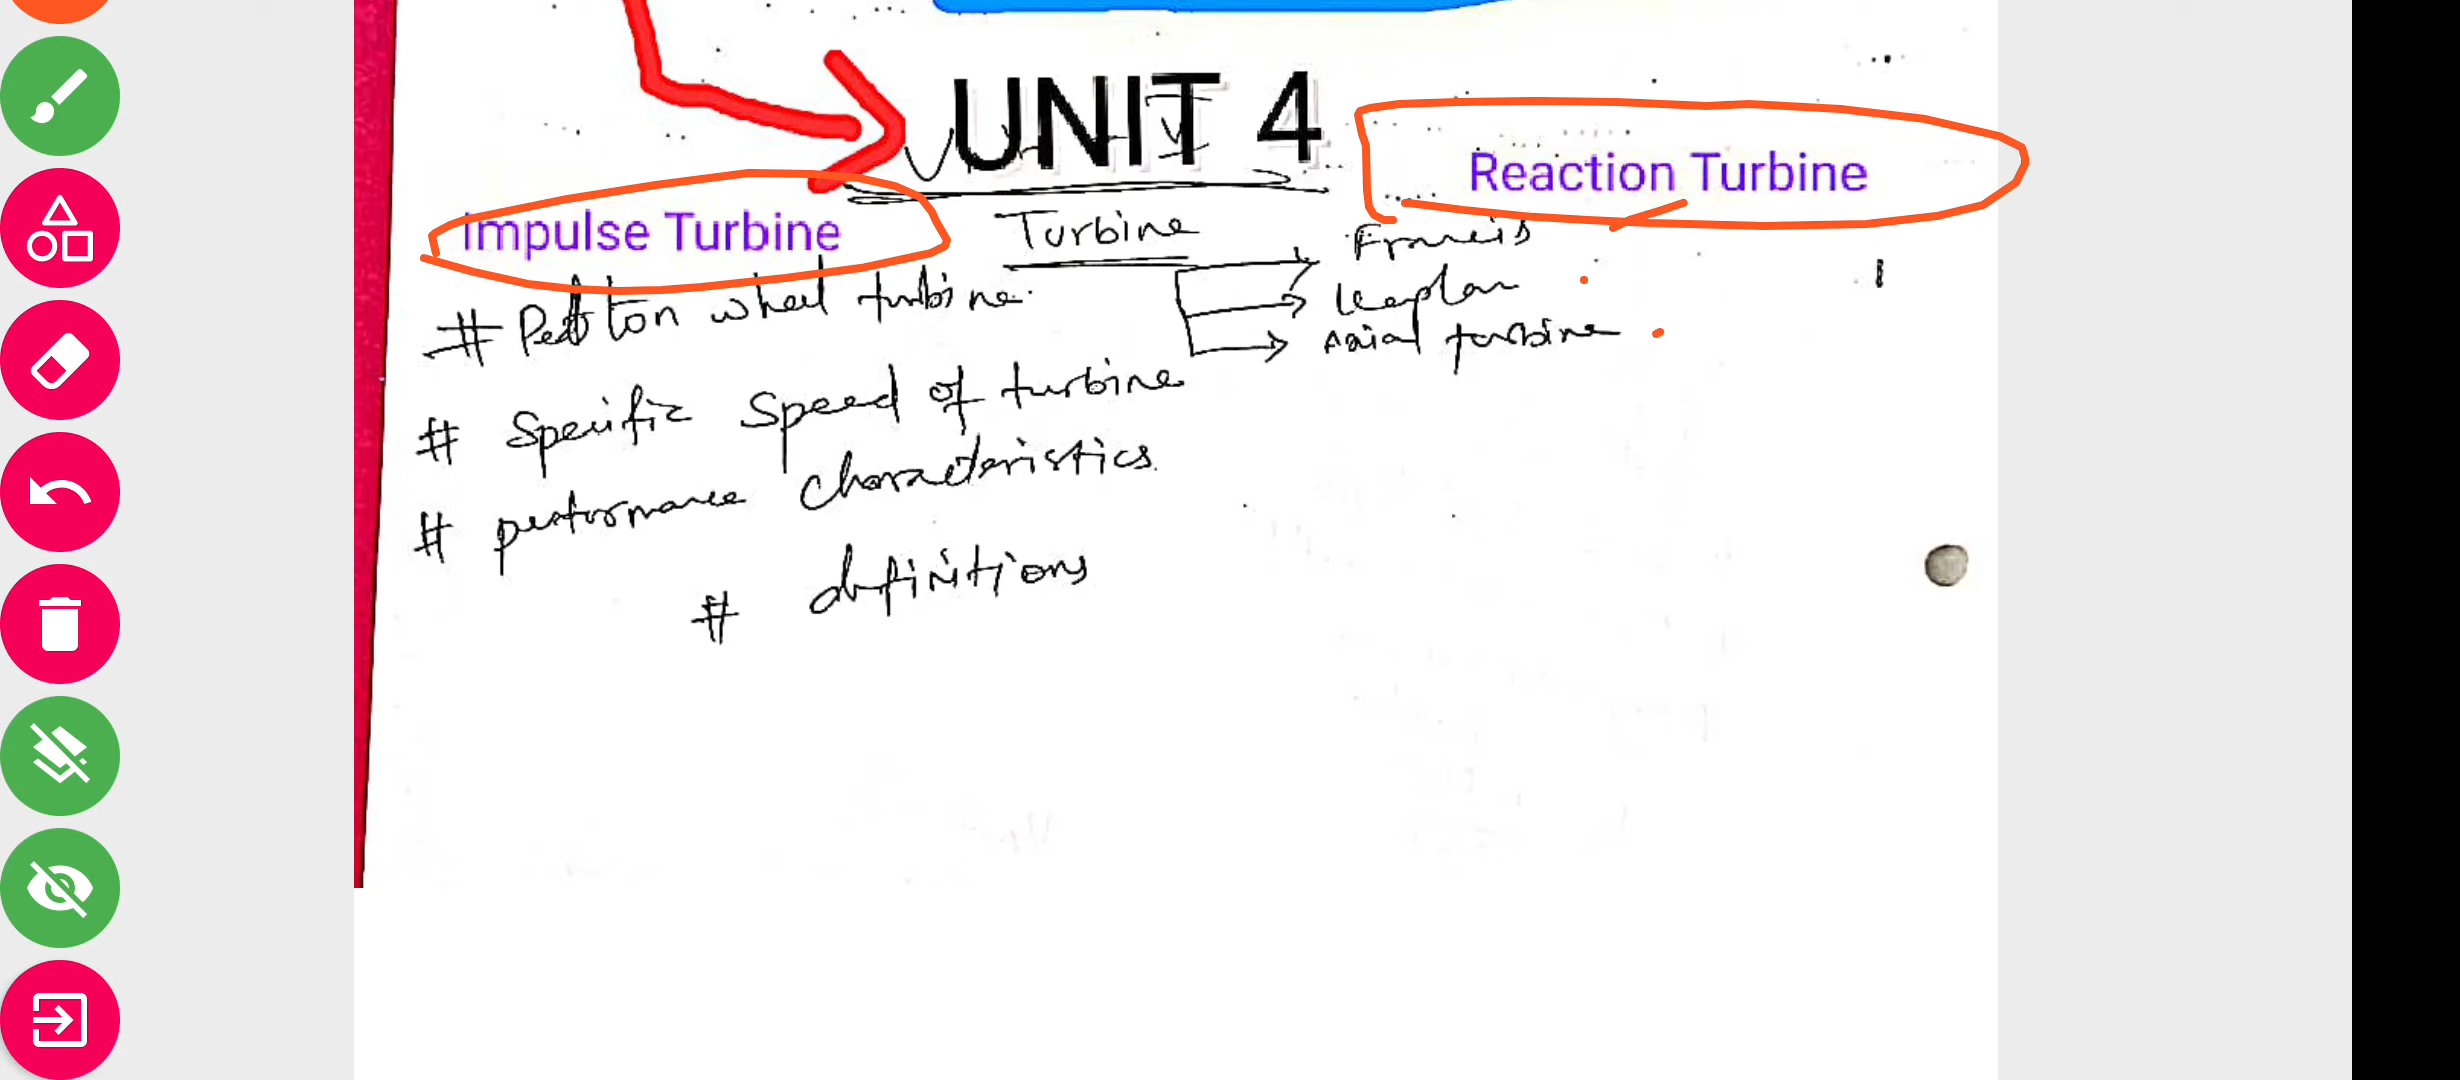 UNIT 4
Reaction Turbine
Impulse Turbine
Turbine
Francis
# Pelton wheel turbine.
Kaplan
Axial turbine
# Specific Speed of turbine
# performance characteristics.
# definitions